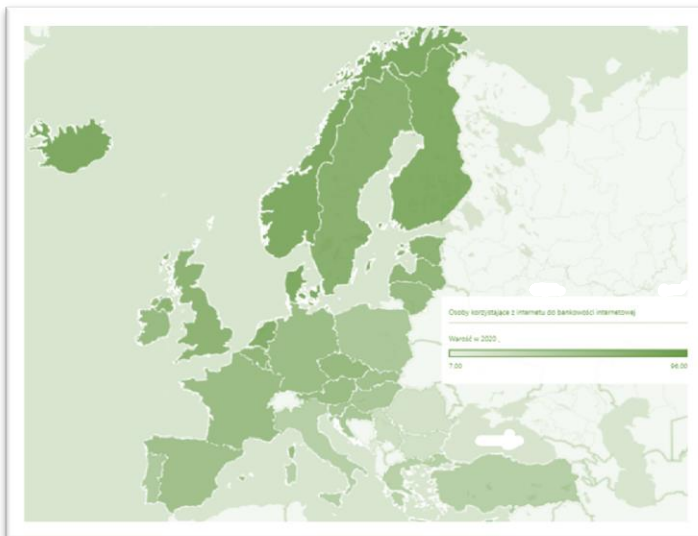 Osoby korzystające z internetu do bankowości internetowej
Wartość w 2020 ,
7.00
96.00